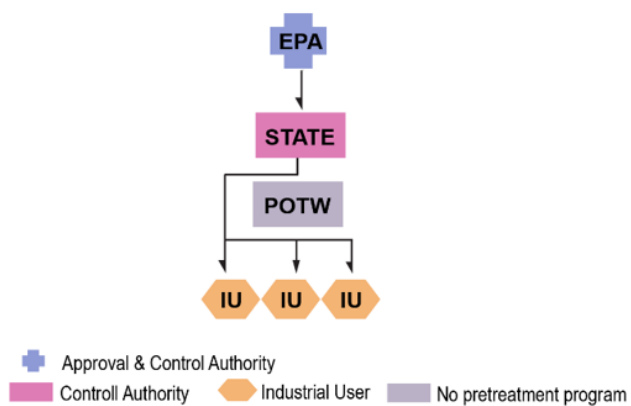 EPA
STATE
POTW
IU IU IU
Approval & Control Authority
Controll Authority Industrial User No pretreatment program